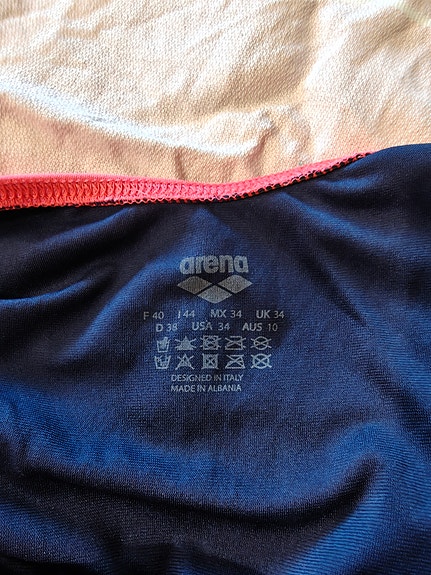 arena
F 40 I 44 MX 34 UK 34
D 38 USA 34 AUS 10
DESIGNED IN ITALY
MADE IN ALBANIA